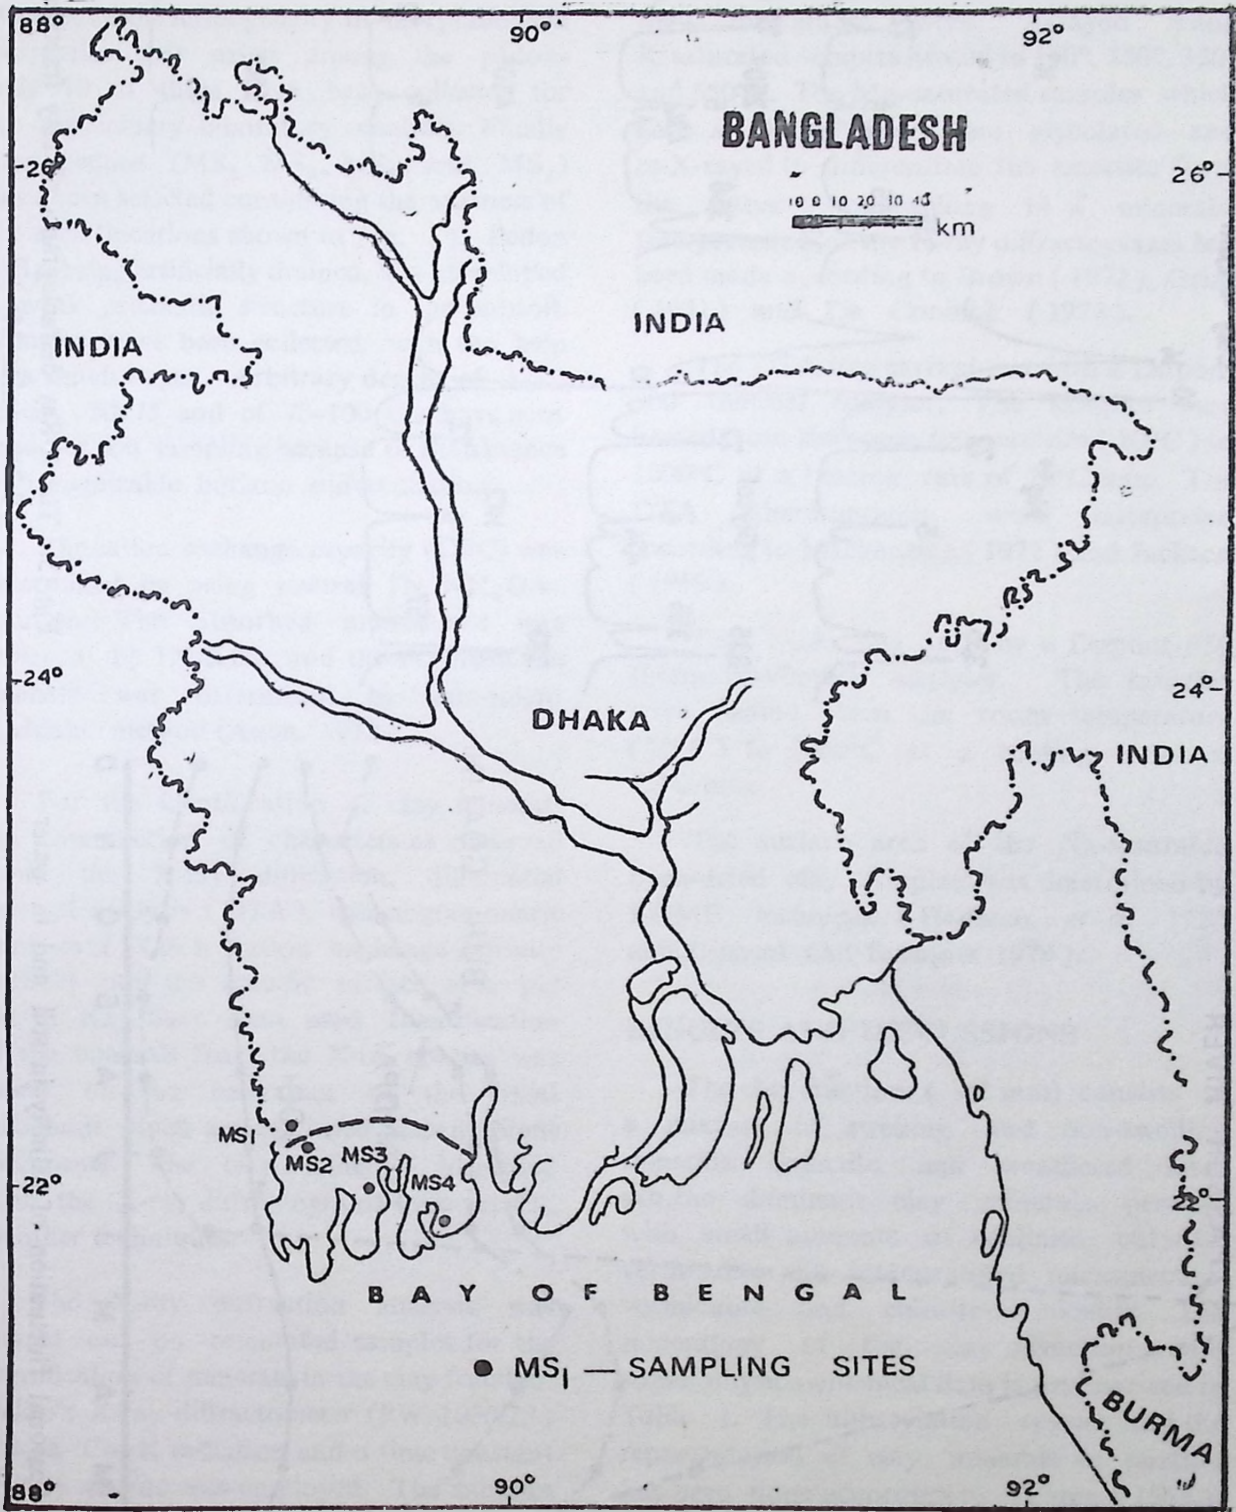 88° 90° 92°
BANGLADESH
26° 26°
10 0 10 20 30 40
km
INDIA
INDIA
24° 24°
DHAKA
INDIA
MS1
MS2 MS3
MS4
22° 22°
BAY OF BENGAL
● MS1 — SAMPLING SITES
BURMA
88° 90° 92°